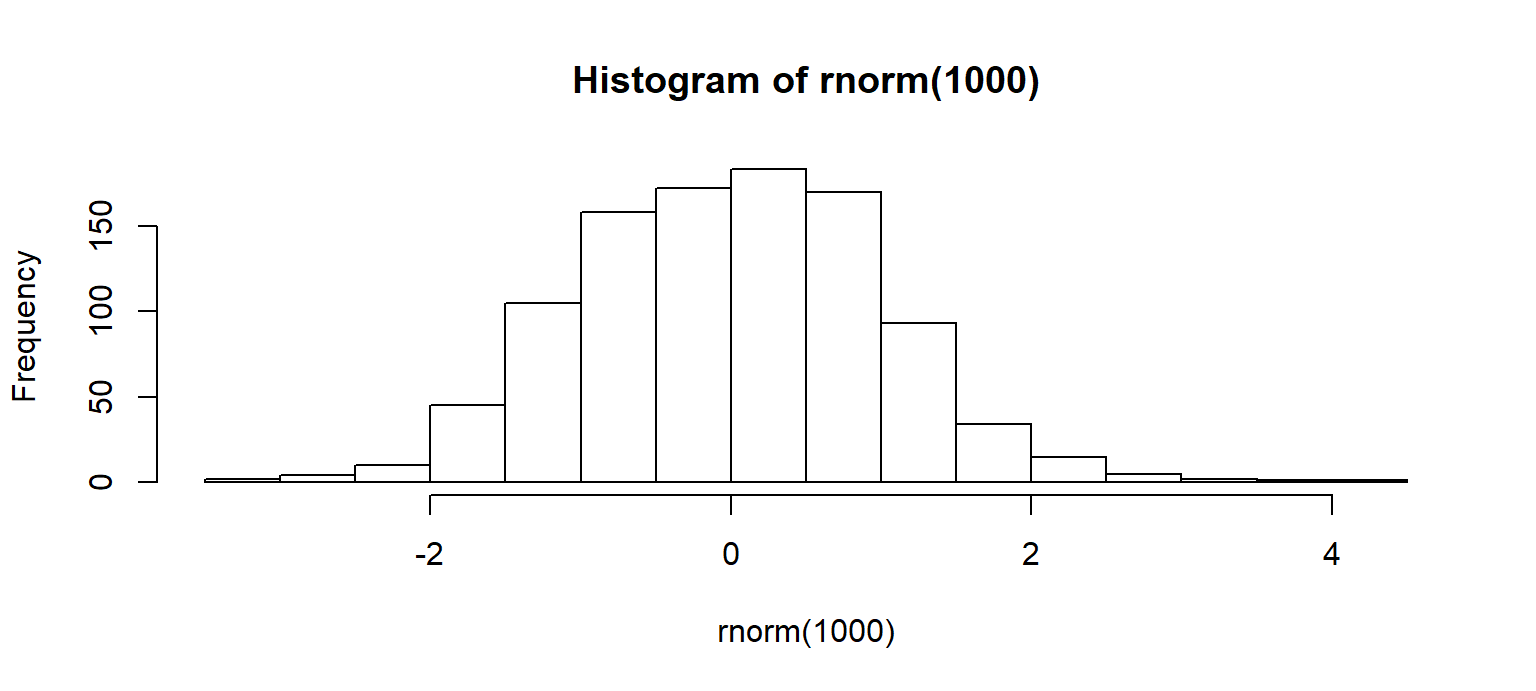 Histogram of rnorm(1000)
Frequency
150
100
50
0
-2 0 2 4
rnorm(1000)